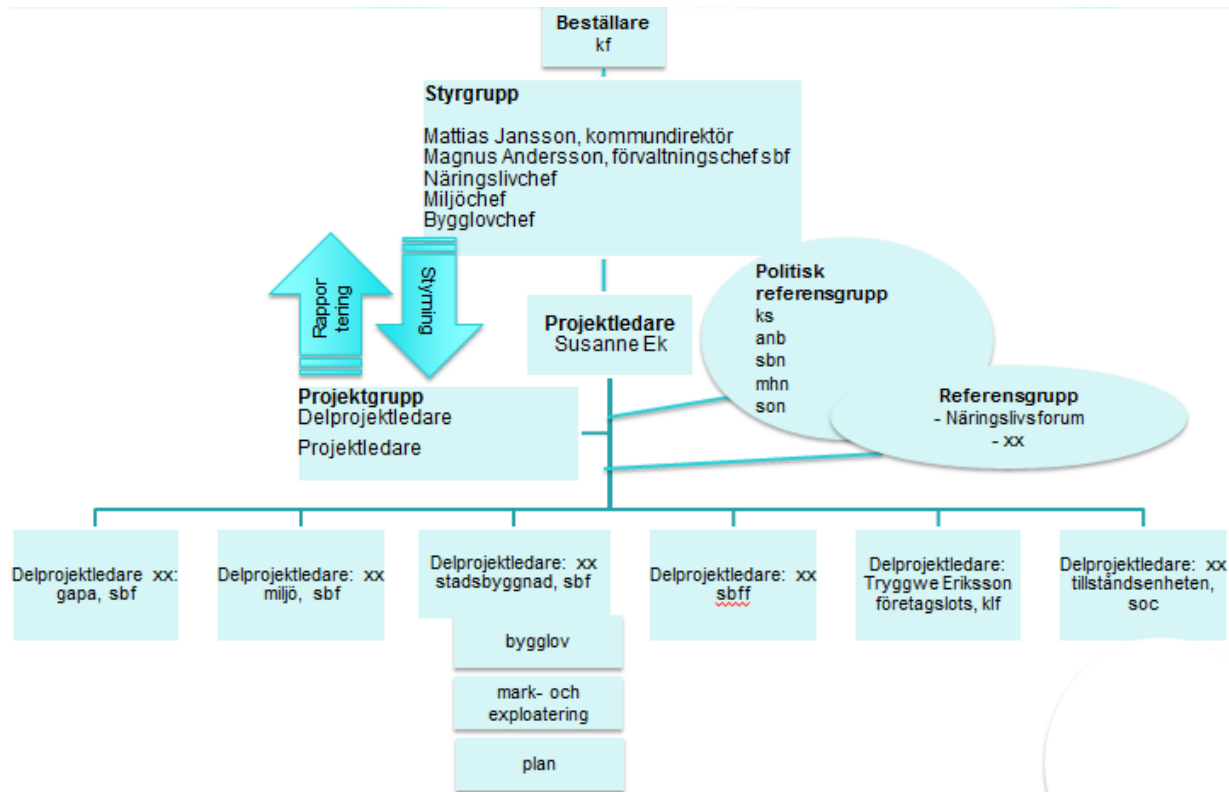 Beställare
kf
Styrgrupp
Mattias Jansson, kommundirektör
Magnus Andersson, förvaltningschef sbf
Näringslivchef
Miljöchef
Bygglovchef
Rappor
tering
Styrning
Projektledare
Susanne Ek
Politisk
referensgrupp
ks
anb
sbn
mhn
son
Referensgrupp
- Näringslivsforum
- xx
Projektgrupp
Delprojektledare
Projektledare
Delprojektledare xx:
gapa, sbf
Delprojektledare: xx
miljö, sbf
Delprojektledare: xx
stadsbyggnad, sbf
bygglov
mark- och
exploatering
plan
Delprojektledare: xx
sbff
Delprojektledare:
Tryggwe Eriksson
företagslots, klf
Delprojektledare: xx
tillståndsenheten,
soc